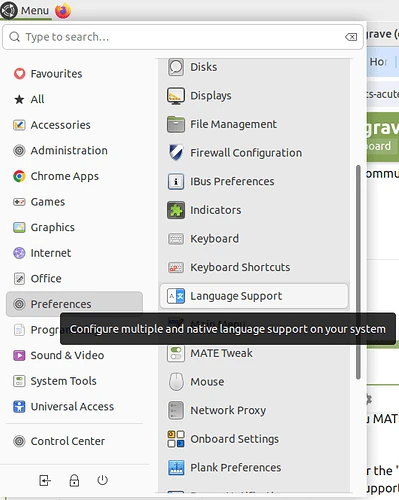 Menu
Type to search...
Favourites
All
Accessories
Administration
Chrome Apps
Games
Graphics
Internet
Office
Preferences
Sound & Video
System Tools
Universal Access
Control Center
Disks
Displays
File Management
Firewall Configuration
IBus Preferences
Indicators
Keyboard
Keyboard Shortcuts
Language Support
Configure multiple and native language support on your system
MATE Tweak
Mouse
Network Proxy
Onboard Settings
Plank Preferences